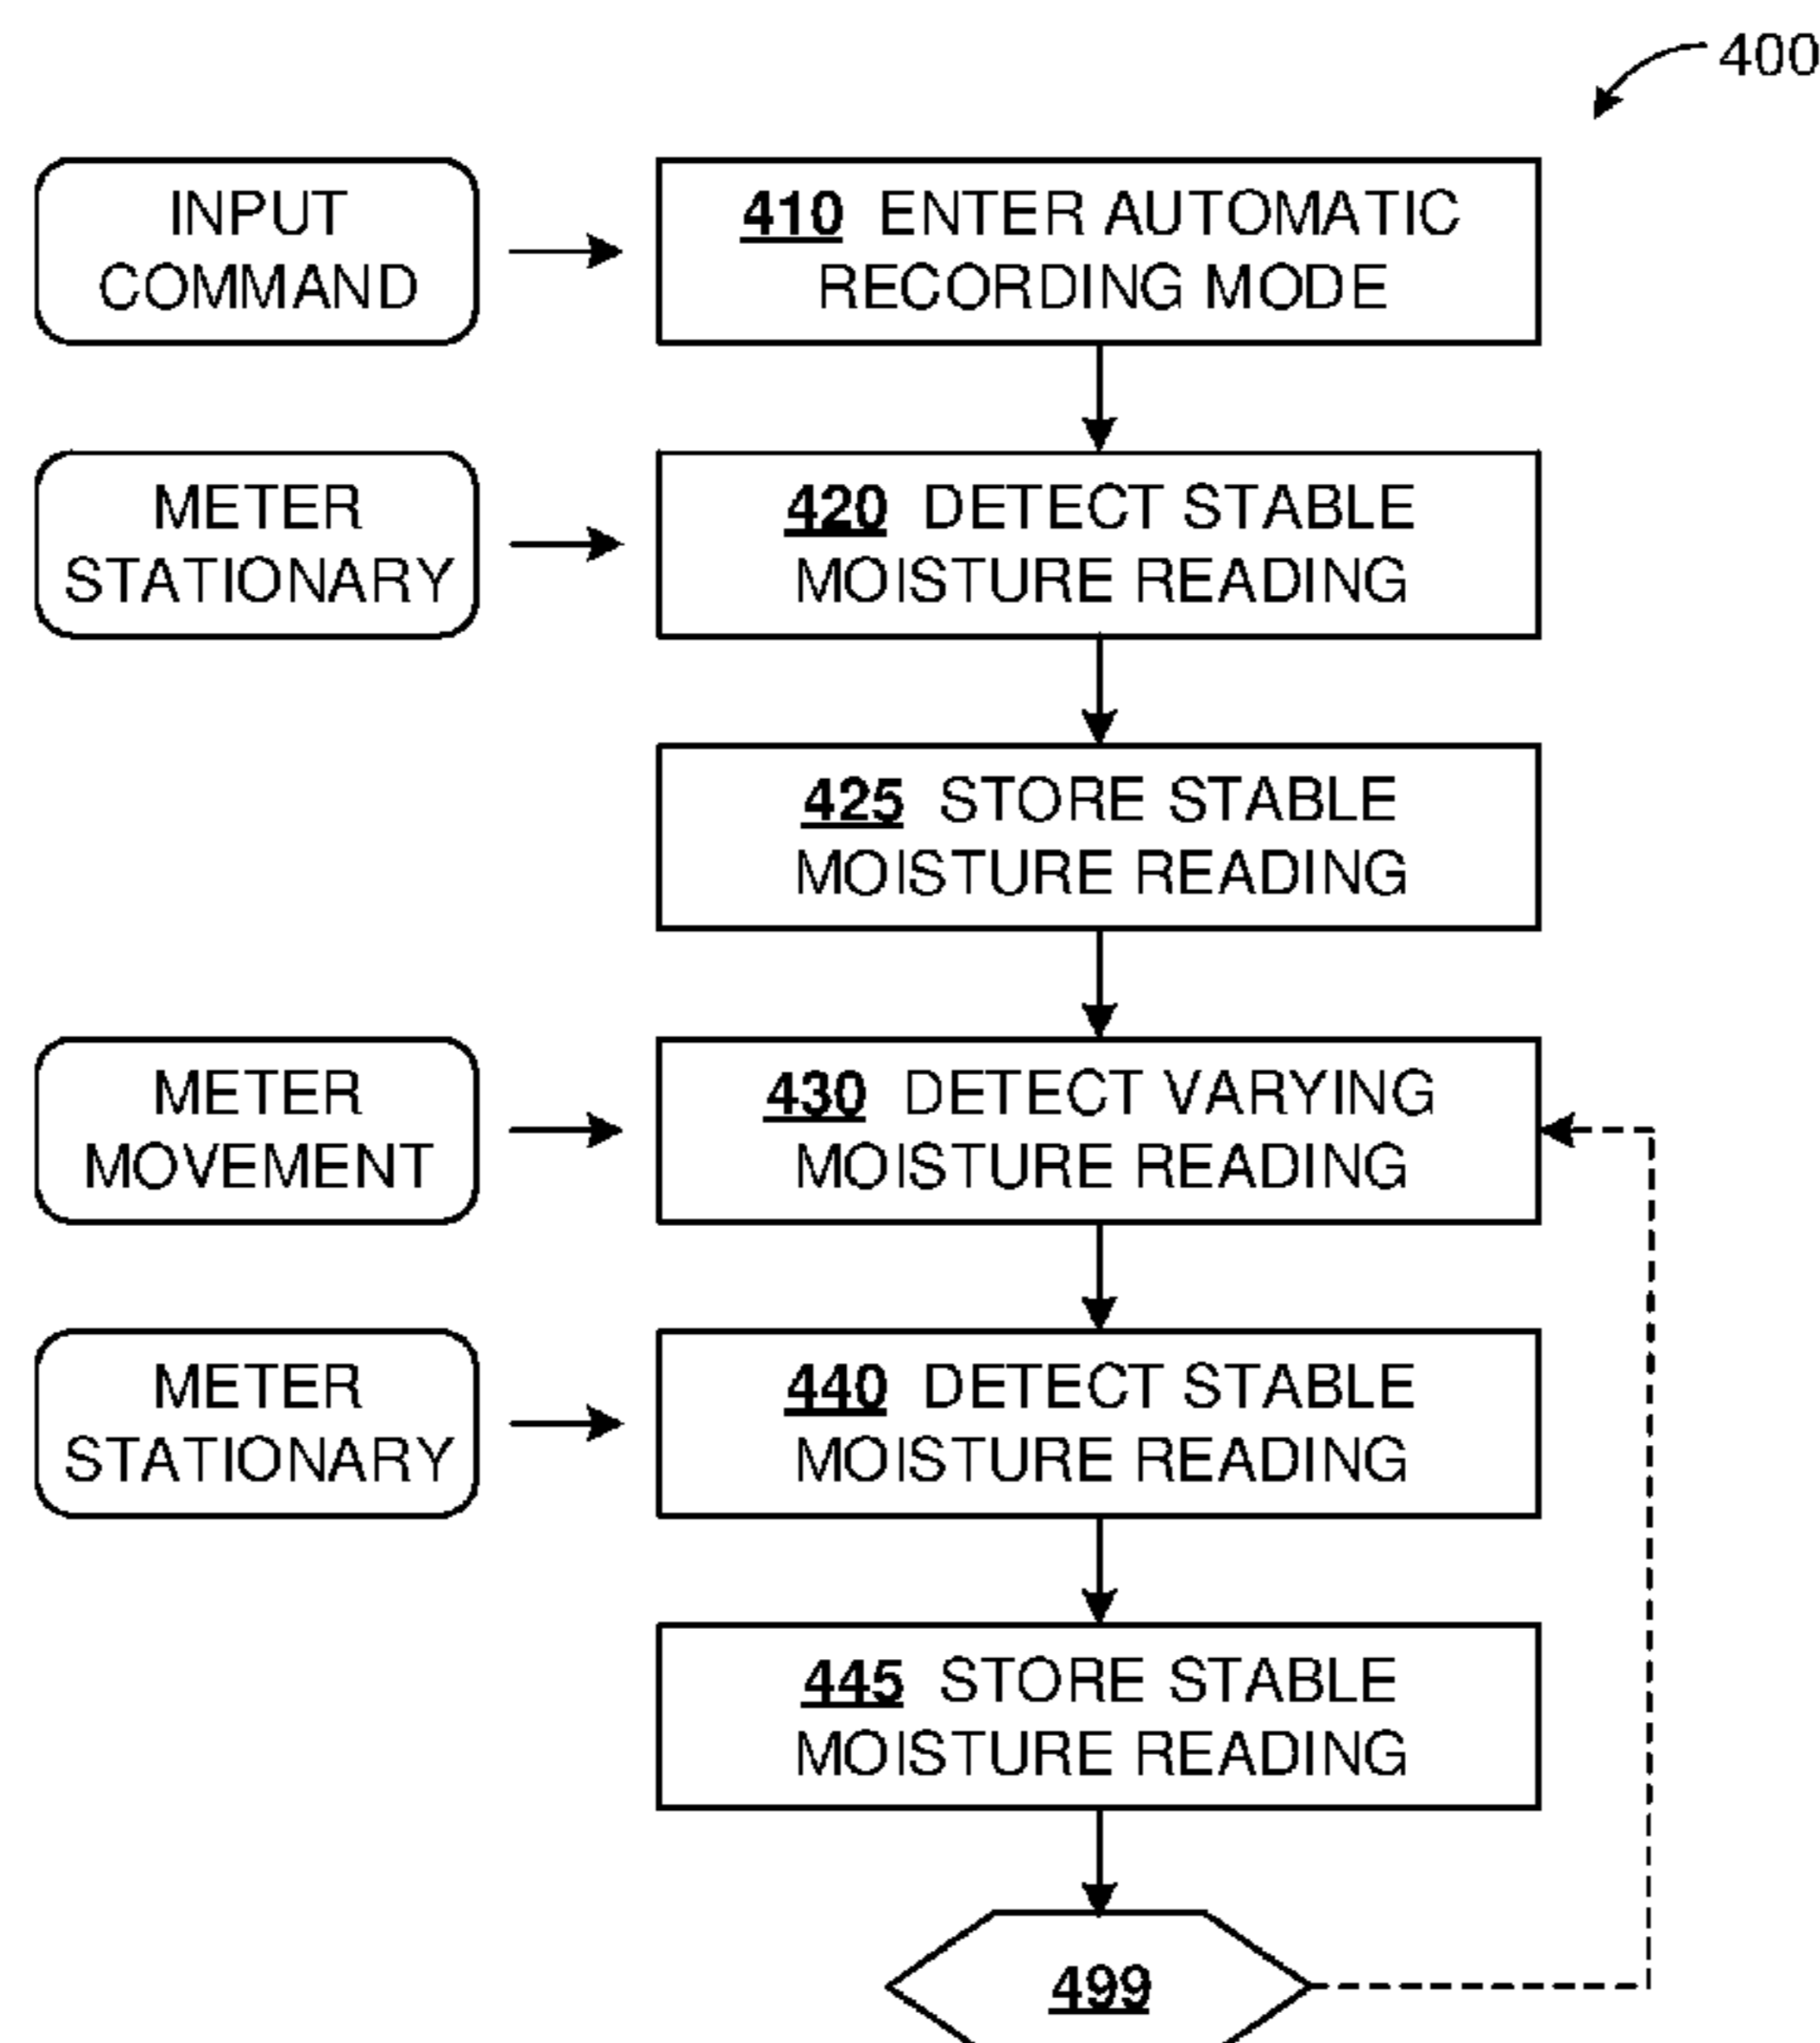 400
INPUT
COMMAND
410 ENTER AUTOMATIC
RECORDING MODE
METER
STATIONARY
420 DETECT STABLE
MOISTURE READING
425 STORE STABLE
MOISTURE READING
METER
MOVEMENT
430 DETECT VARYING
MOISTURE READING
METER
STATIONARY
440 DETECT STABLE
MOISTURE READING
445 STORE STABLE
MOISTURE READING
499